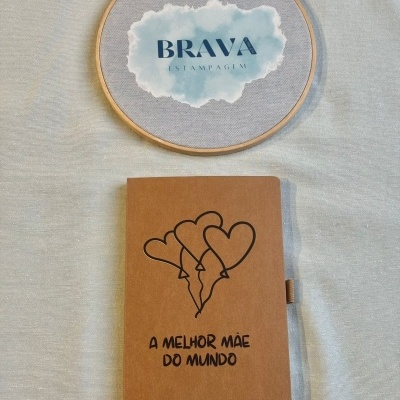 BRAVA
ESTAMPAGEM
A MELHOR MÃE
DO MUNDO